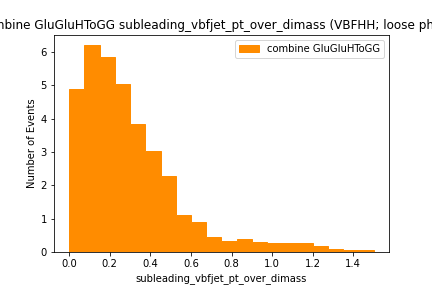 mbine GluGluHToGG subleading_vbfjet_pt_over_dimass (VBFHH; loose ph
combine GluGluHToGG
Number of Events
6
5
4
3
2
1
0
0.0 0.2 0.4 0.6 0.8 1.0 1.2 1.4
subleading_vbfjet_pt_over_dimass